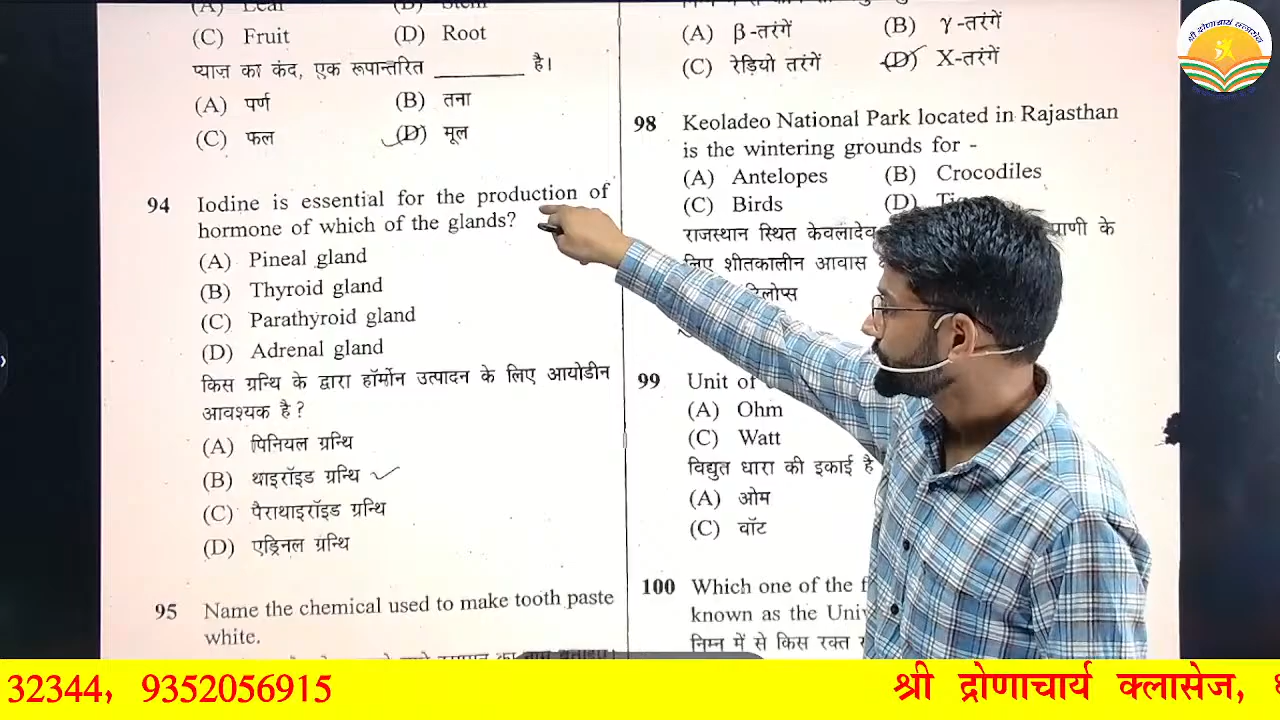 (A) Leaf (B) Stem
(C) Fruit (D) Root
प्याज़ का कंद, एक रूपान्तरित ________ है।
(A) पर्ण (B) तना
(C) फल (D) मूल
94 Iodine is essential for the production of
hormone of which of the glands?
(A) Pineal gland
(B) Thyroid gland
(C) Parathyroid gland
(D) Adrenal gland
किस ग्रन्थि के द्वारा हॉर्मोन उत्पादन के लिए आयोडीन
आवश्यक है ?
(A) पिनियल ग्रन्थि
(B) थाइरॉइड ग्रन्थि
(C) पैराथाइरॉइड ग्रन्थि
(D) एड्रिनल ग्रन्थि
95 Name the chemical used to make tooth paste
white.
(A) β-तरंगें (B) γ-तरंगें
(C) रेड़ियो तरंगें (D) X-तरंगें
98 Keoladeo National Park located in Rajasthan
is the wintering grounds for -
(A) Antelopes (B) Crocodiles
(C) Birds (D)
राजस्थान स्थित केवलादेव प्राणी के
लिए शीतकालीन आवास
99 Unit of
(A) Ohm
(C) Watt
विद्युत धारा की इकाई है
(A) ओम
(C) वॉट
100 Which one of the
known as the
निम्न में से किस रक्त
श्री द्रोणाचार्य क्लासेज
32344, 9352056915 श्री द्रोणाचार्य क्लासेज,